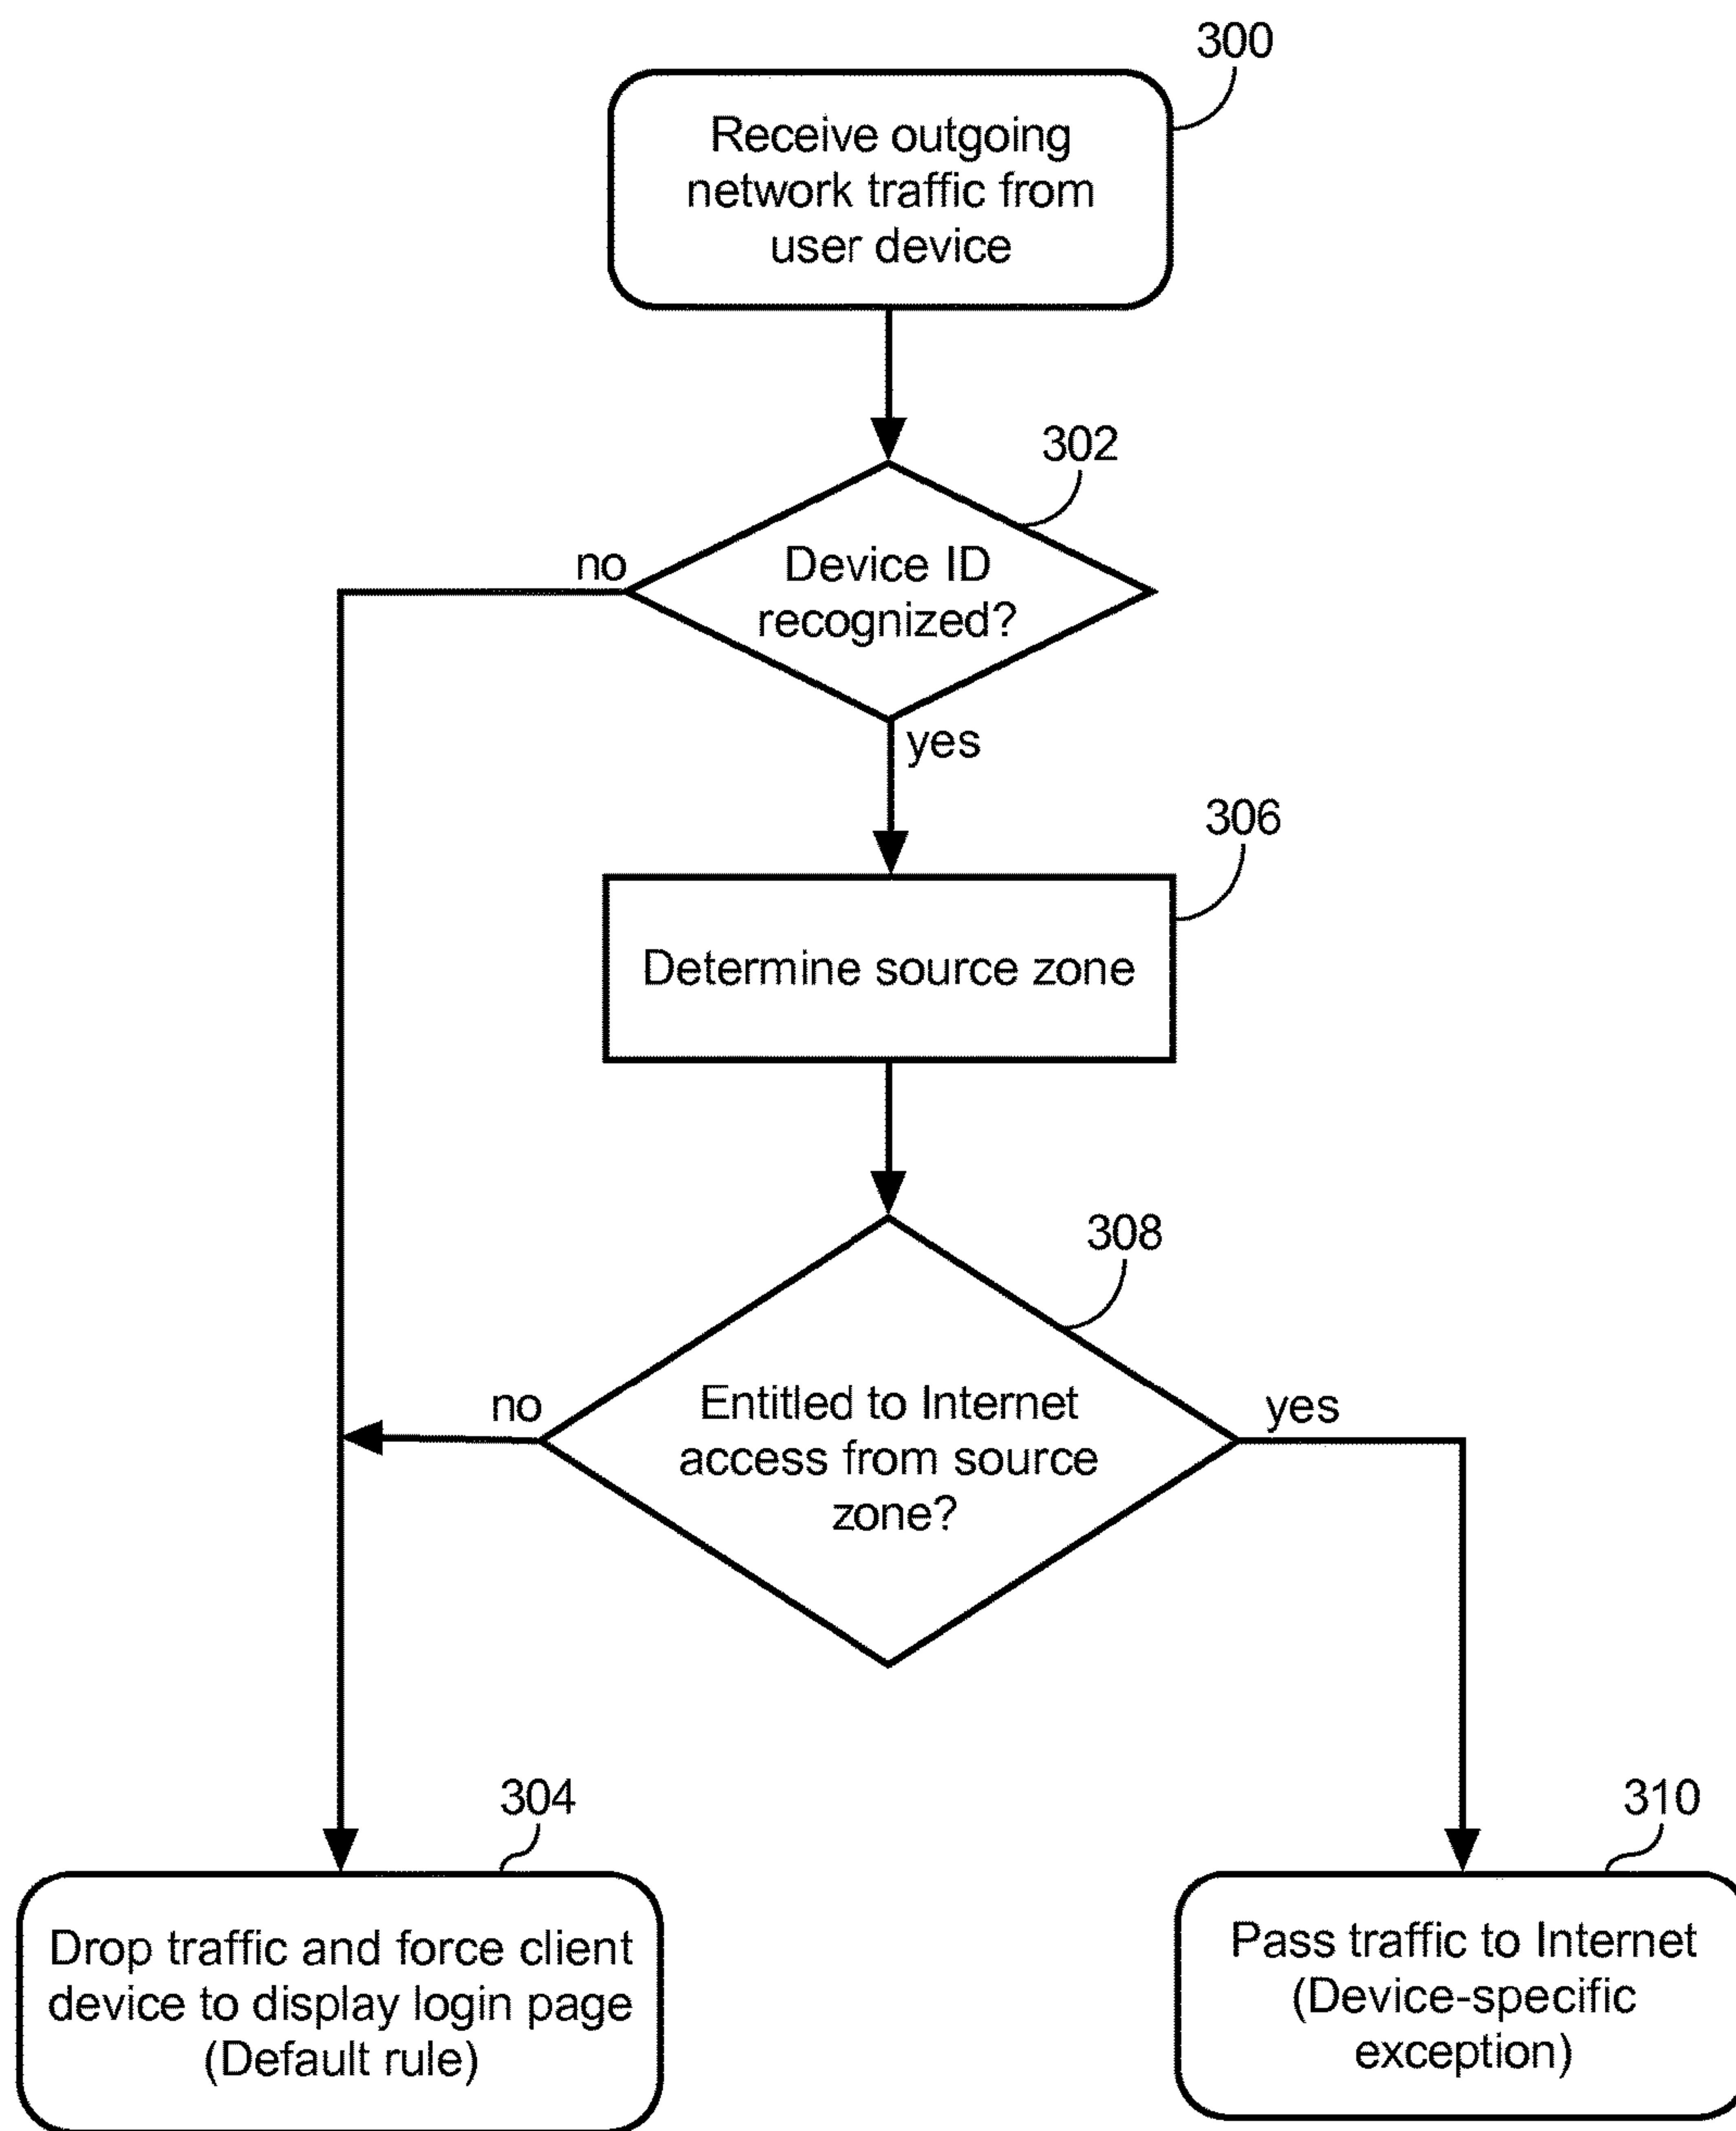 300
Receive outgoing
network traffic from
user device
302
no
Device ID
recognized?
yes
306
Determine source zone
308
no
Entitled to Internet
access from source
zone?
yes
304
310
Drop traffic and force client
device to display login page
(Default rule)
Pass traffic to Internet
(Device-specific
exception)